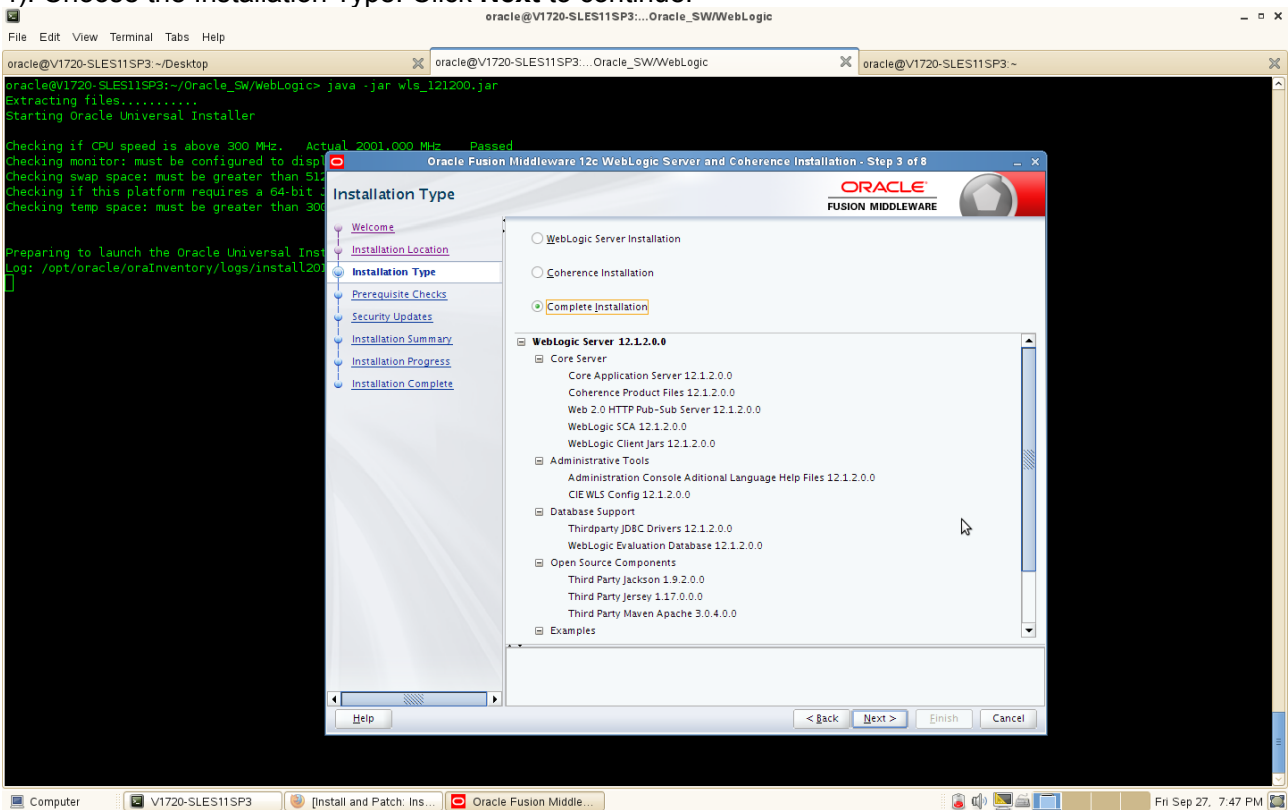 4). Choose the Installation Type. Click Next to continue.
oracle@V1720-SLES11SP3:...Oracle_SW/WebLogic
File Edit View Terminal Tabs Help
oracle@V1720-SLES11SP3:~/Desktop
oracle@V1720-SLES11SP3:...Oracle_SW/WebLogic
oracle@V1720-SLES11SP3:~
oracle@V1720-SLES11SP3:~/Oracle_SW/WebLogic> java -jar wls_121200.jar
Extracting files...........
Starting Oracle Universal Installer
Checking if CPU speed is above 300 MHz. Actual 2001.000 MHz Passed
Checking monitor: must be configured to displ
Checking swap space: must be greater than 512
Checking if this platform requires a 64-bit J
Checking temp space: must be greater than 300
Preparing to launch the Oracle Universal Inst
Log: /opt/oracle/oraInventory/logs/install201
Oracle Fusion Middleware 12c WebLogic Server and Coherence Installation - Step 3 of 8
Installation Type
ORACLE
FUSION MIDDLEWARE
Welcome
Installation Location
Installation Type
Prerequisite Checks
Security Updates
Installation Summary
Installation Progress
Installation Complete
WebLogic Server Installation
Coherence Installation
Complete Installation
WebLogic Server 12.1.2.0.0
Core Server
Core Application Server 12.1.2.0.0
Coherence Product Files 12.1.2.0.0
Web 2.0 HTTP Pub-Sub Server 12.1.2.0.0
WebLogic SCA 12.1.2.0.0
WebLogic Client Jars 12.1.2.0.0
Administrative Tools
Administration Console Aditional Language Help Files 12.1.2.0.0
CIE WLS Config 12.1.2.0.0
Database Support
Thirdparty JDBC Drivers 12.1.2.0.0
WebLogic Evaluation Database 12.1.2.0.0
Open Source Components
Third Party Jackson 1.9.2.0.0
Third Party Jersey 1.17.0.0.0
Third Party Maven Apache 3.0.4.0.0
Examples
Help
< Back
Next >
Finish
Cancel
Computer
V1720-SLES11SP3
[Install and Patch: Ins...
Oracle Fusion Middle...
Fri Sep 27, 7:47 PM